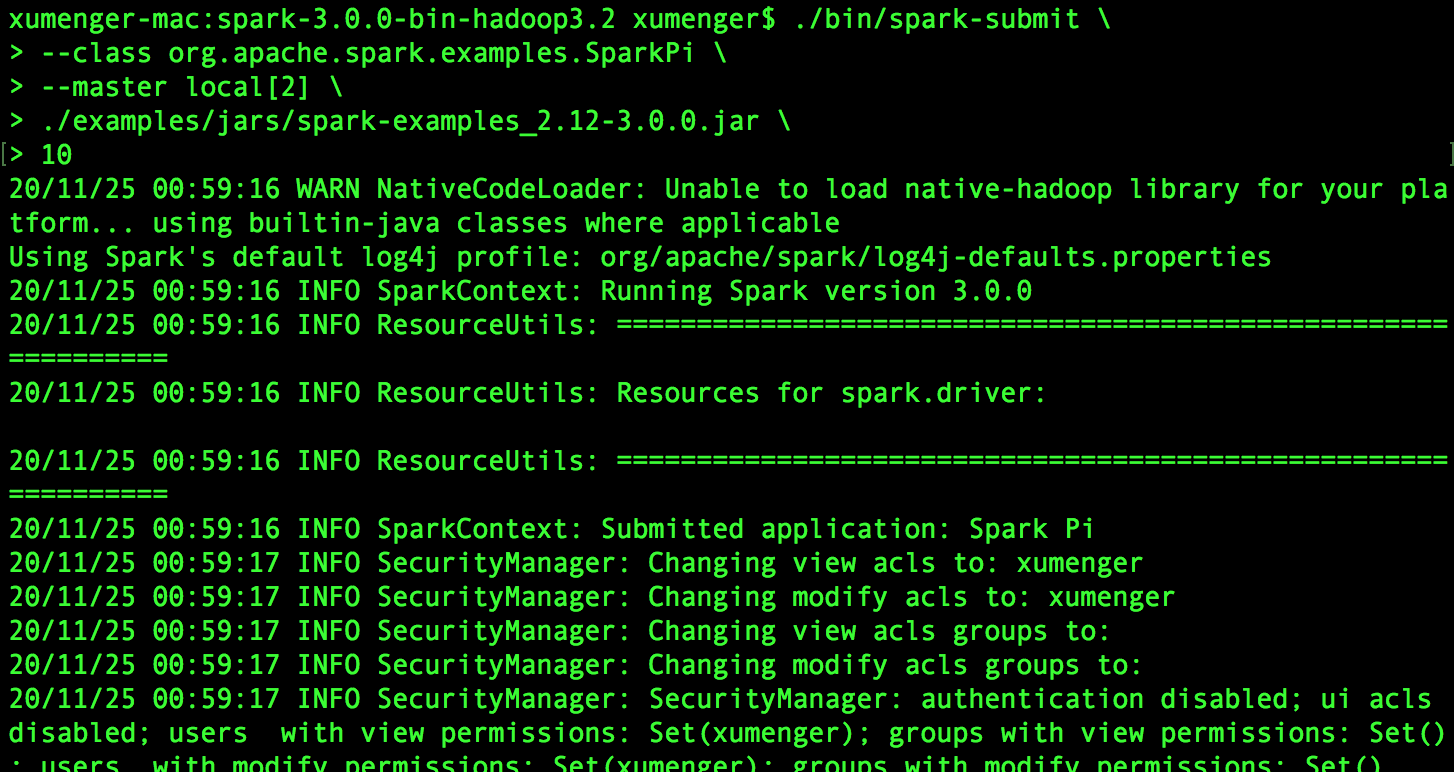 xumenger-mac:spark-3.0.0-bin-hadoop3.2 xumenger$ ./bin/spark-submit \
> --class org.apache.spark.examples.SparkPi \
> --master local[2] \
> ./examples/jars/spark-examples_2.12-3.0.0.jar \
[> 10 ]
20/11/25 00:59:16 WARN NativeCodeLoader: Unable to load native-hadoop library for your pla
tform... using builtin-java classes where applicable
Using Spark's default log4j profile: org/apache/spark/log4j-defaults.properties
20/11/25 00:59:16 INFO SparkContext: Running Spark version 3.0.0
20/11/25 00:59:16 INFO ResourceUtils: ====================================================
==========
20/11/25 00:59:16 INFO ResourceUtils: Resources for spark.driver:
20/11/25 00:59:16 INFO ResourceUtils: ====================================================
==========
20/11/25 00:59:16 INFO SparkContext: Submitted application: Spark Pi
20/11/25 00:59:17 INFO SecurityManager: Changing view acls to: xumenger
20/11/25 00:59:17 INFO SecurityManager: Changing modify acls to: xumenger
20/11/25 00:59:17 INFO SecurityManager: Changing view acls groups to:
20/11/25 00:59:17 INFO SecurityManager: Changing modify acls groups to:
20/11/25 00:59:17 INFO SecurityManager: SecurityManager: authentication disabled; ui acls
disabled; users  with view permissions: Set(xumenger); groups with view permissions: Set()
; users  with modify permissions: Set(xumenger); groups with modify permissions: Set()